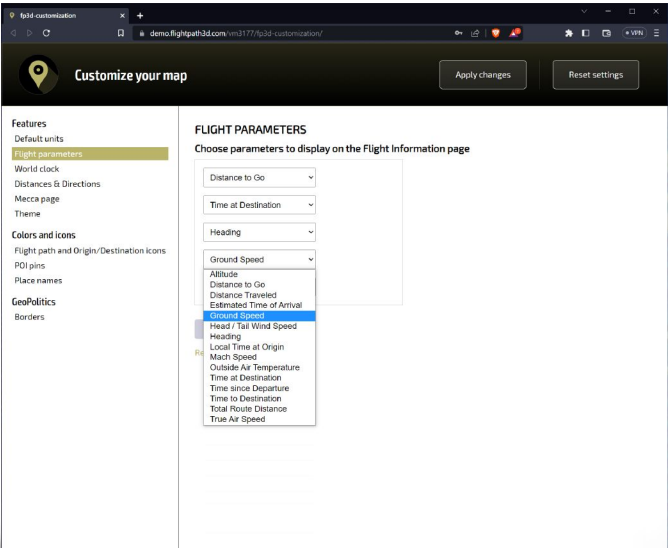 fp3d-customization
demo.flightpath3d.com/vm3177/fp3d-customization/
VPN
Customize your map
Apply changes
Reset settings
Features
Default units
Flight parameters
World clock
Distances & Directions
Mecca page
Theme
Colors and icons
Flight path and Origin/Destination icons
POI pins
Place names
GeoPolitics
Borders
FLIGHT PARAMETERS
Choose parameters to display on the Flight Information page
Distance to Go
Time at Destination
Heading
Ground Speed
Altitude
Distance to Go
Distance Traveled
Estimated Time of Arrival
Ground Speed
Head / Tail Wind Speed
Heading
Local Time at Origin
Mach Speed
Outside Air Temperature
Time at Destination
Time since Departure
Time to Destination
Total Route Distance
True Air Speed
Re